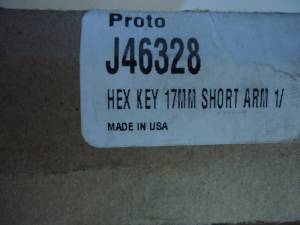 Proto
J46328
HEX KEY 17MM SHORT ARM 1/
MADE IN USA